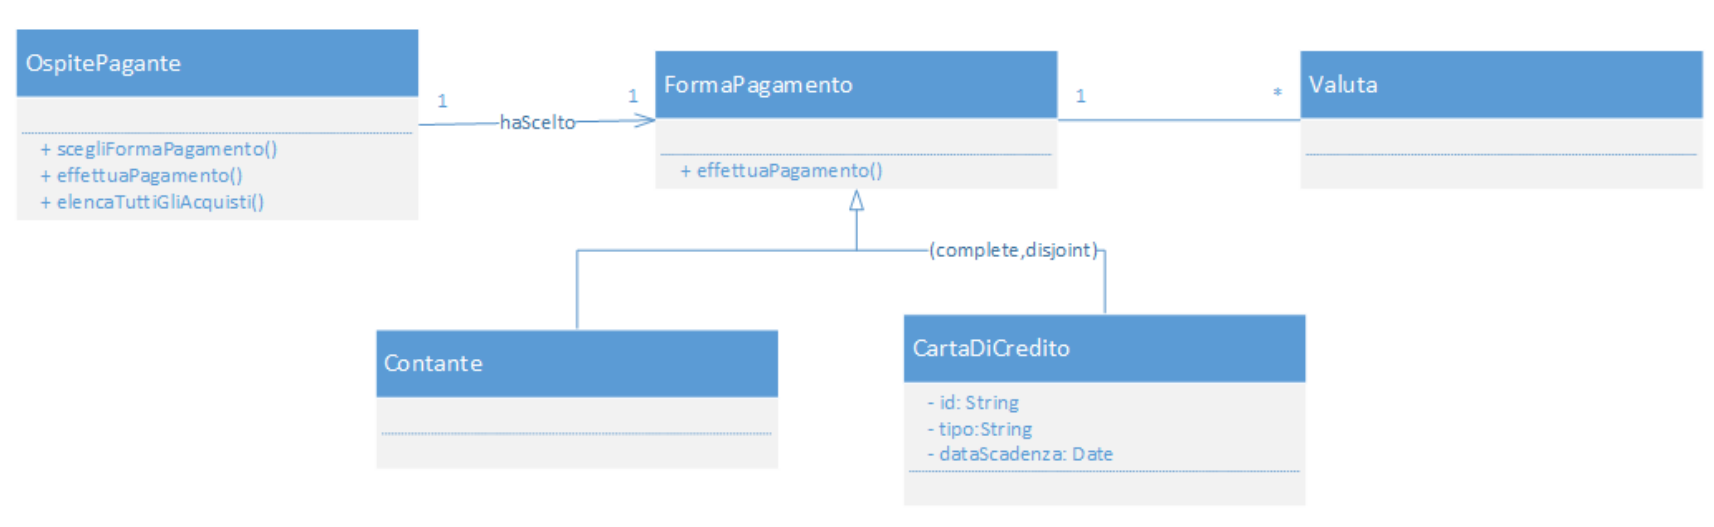 OspitePagante
+ scegliFormaPagamento()
+ effettuaPagamento()
+ elencaTuttiGliAcquisti()
1
haScelto
1
FormaPagamento
+ effettuaPagamento()
1
*
Valuta
(complete,disjoint)
Contante
CartaDiCredito
- id: String
- tipo:String
- dataScadenza: Date